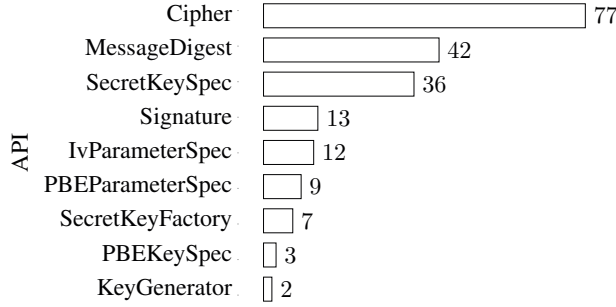 Cipher 77
MessageDigest 42
SecretKeySpec 36
Signature 13
IvParameterSpec 12
PBEParameterSpec 9
SecretKeyFactory 7
PBEKeySpec 3
KeyGenerator 2
API